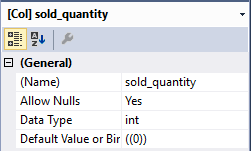 [Col] sold_quantity
(General)
(Name) sold_quantity
Allow Nulls Yes
Data Type int
Default Value or Bir ((0))